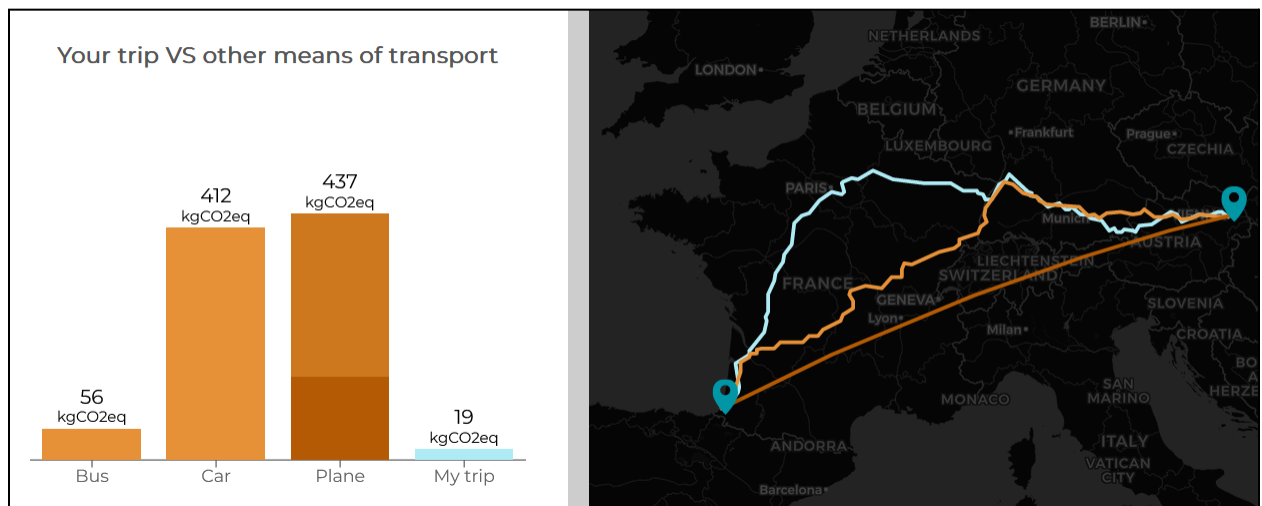 Your trip VS other means of transport
56
kgCO2eq
412
kgCO2eq
437
kgCO2eq
19
kgCO2eq
Bus
Car
Plane
My trip
BERLIN
NETHERLANDS
LONDON
GERMANY
BELGIUM
Frankfurt
Prague
LUXEMBOURG
CZECHIA
PARIS
Munich
AUSTRIA
LIECHTENSTEIN
SWITZERLAND
FRANCE
GENEVA
SLOVENIA
Lyon
Milan
CROATIA
BO
A
HERZE
SAN
MARINO
MONACO
ANDORRA
ITALY
VATICAN
CITY
Barcelona